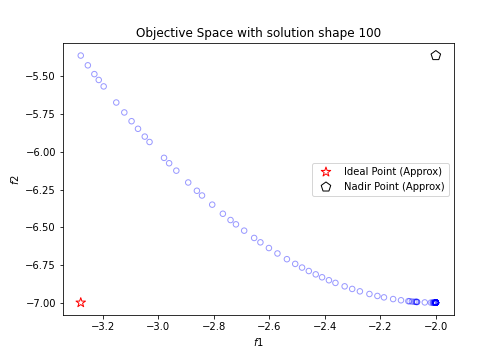 Objective Space with solution shape 100
−5.50
−5.75
−6.00
−6.25
−6.50
−6.75
−7.00
f2
Ideal Point (Approx)
Nadir Point (Approx)
−3.2
−3.0
−2.8
−2.6
−2.4
−2.2
−2.0
f1